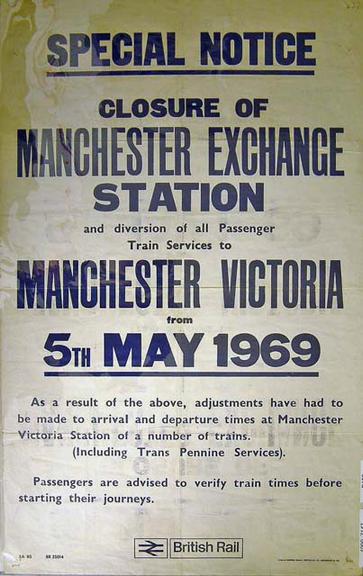 SPECIAL NOTICE
CLOSURE OF
MANCHESTER EXCHANGE
STATION
and diversion of all Passenger
Train Services to
MANCHESTER VICTORIA
from
5TH MAY 1969
As a result of the above, adjustments have had to
be made to arrival and departure times at Manchester
Victoria Station of a number of trains.
(Including Trans Pennine Services).
Passengers are advised to verify train times before
starting their journeys.
British Rail
BR 35014